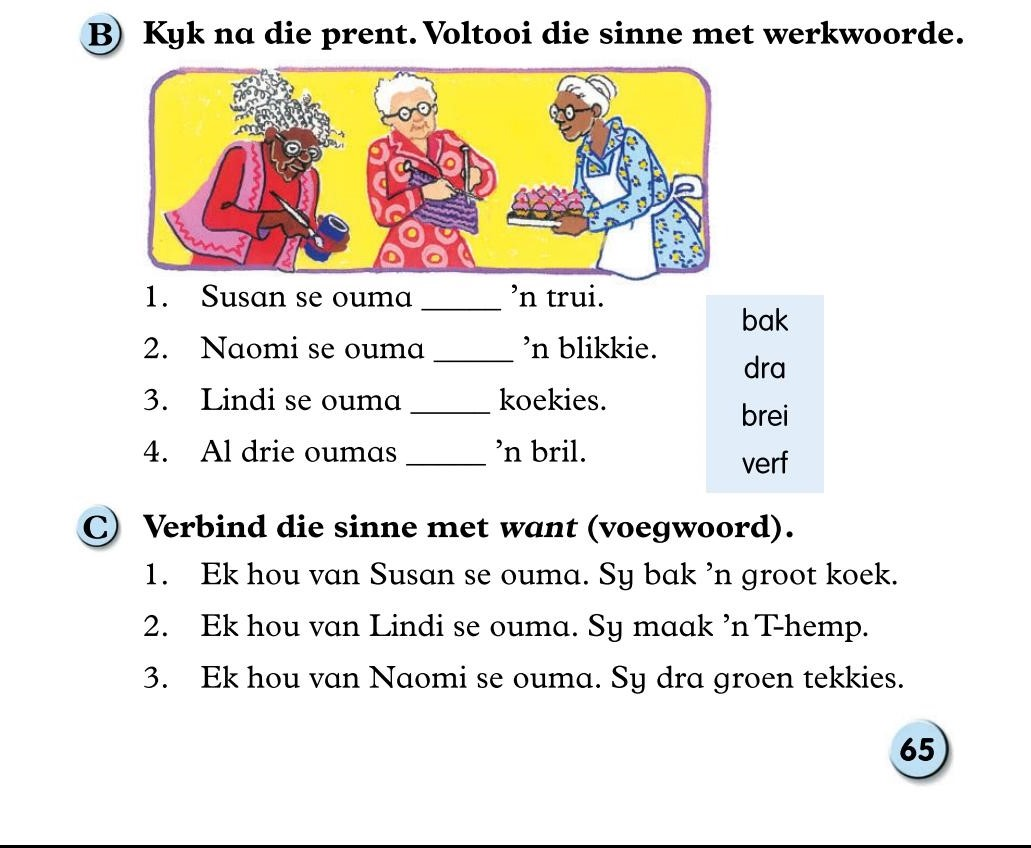 B Kyk na die prent. Voltooi die sinne met werkwoorde.
1. Susan se ouma _____ ’n trui.
2. Naomi se ouma _____ ’n blikkie.
3. Lindi se ouma _____ koekies.
4. Al drie oumas _____ ’n bril.
bak
dra
brei
verf
C Verbind die sinne met want (voegwoord).
1. Ek hou van Susan se ouma. Sy bak ’n groot koek.
2. Ek hou van Lindi se ouma. Sy maak ’n T-hemp.
3. Ek hou van Naomi se ouma. Sy dra groen tekkies.
65